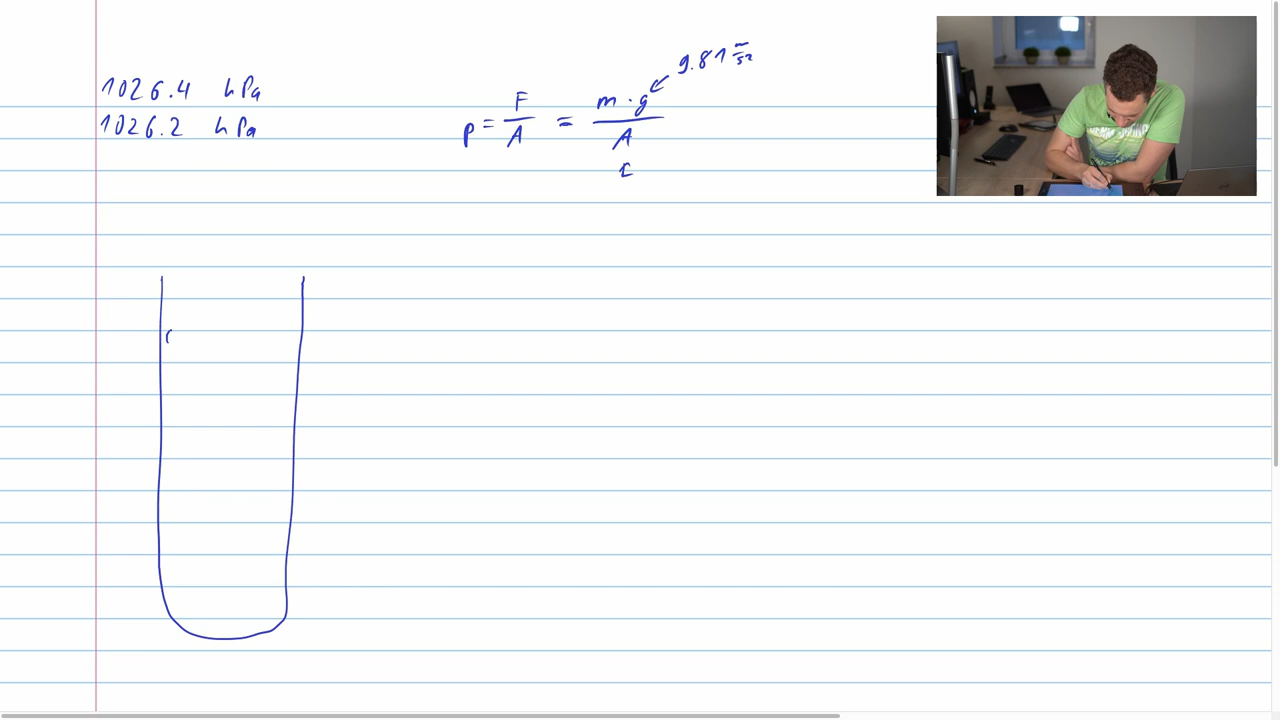 1026.4 hPa
1026.2 hPa
p = F/A = m·g/A
9.81 m/s²